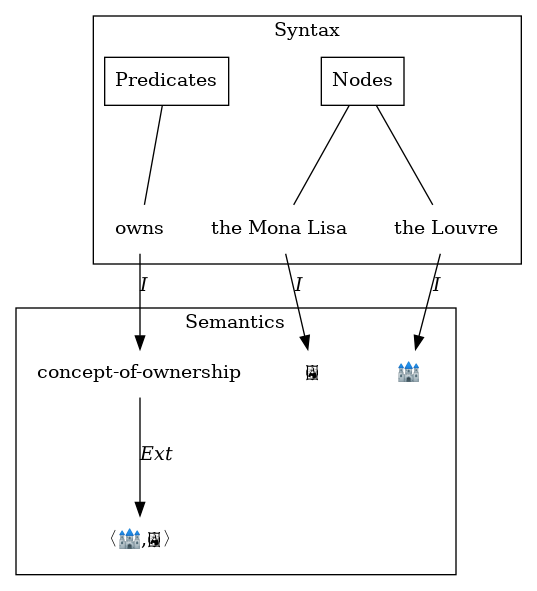 Syntax
Predicates
Nodes
owns
the Mona Lisa
the Louvre
I
I
I
Semantics
concept-of-ownership
🏰
Ext
⟨🏰,⟩